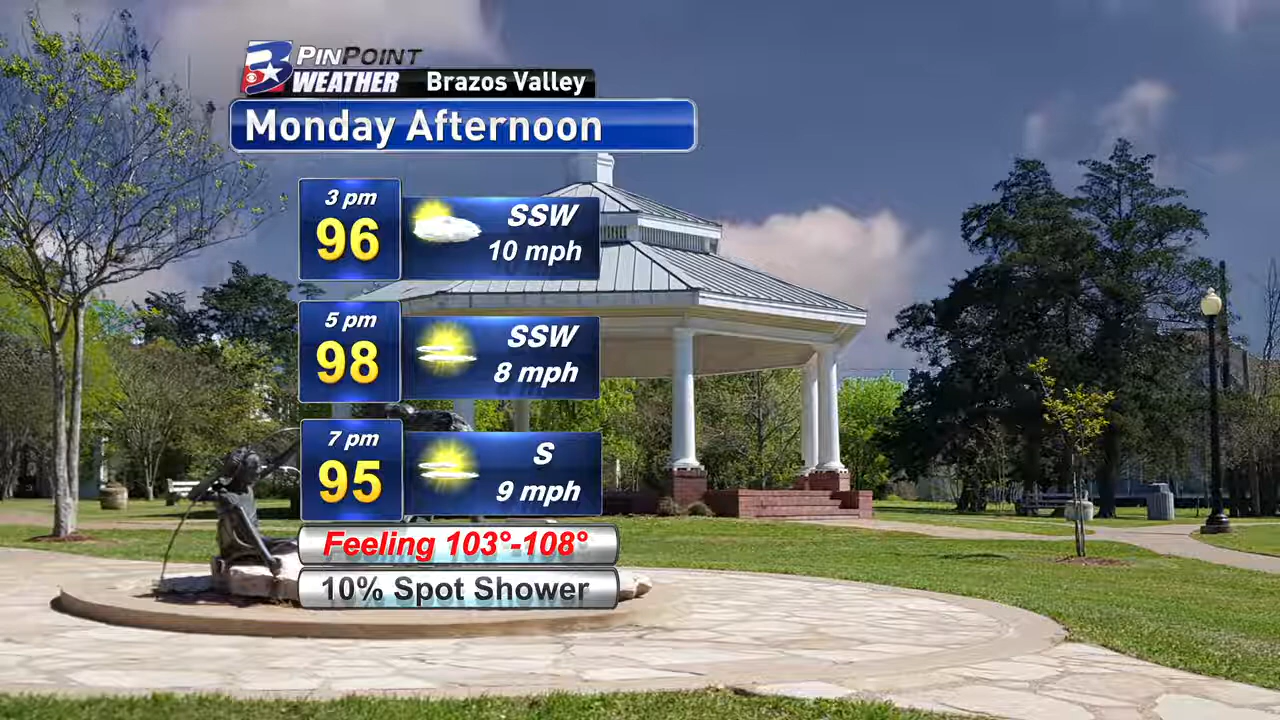 PINPOINT
WEATHER Brazos Valley
Monday Afternoon
3 pm
96
SSW
10 mph
5 pm
98
SSW
8 mph
7 pm
95
S
9 mph
Feeling 103°-108°
10% Spot Shower